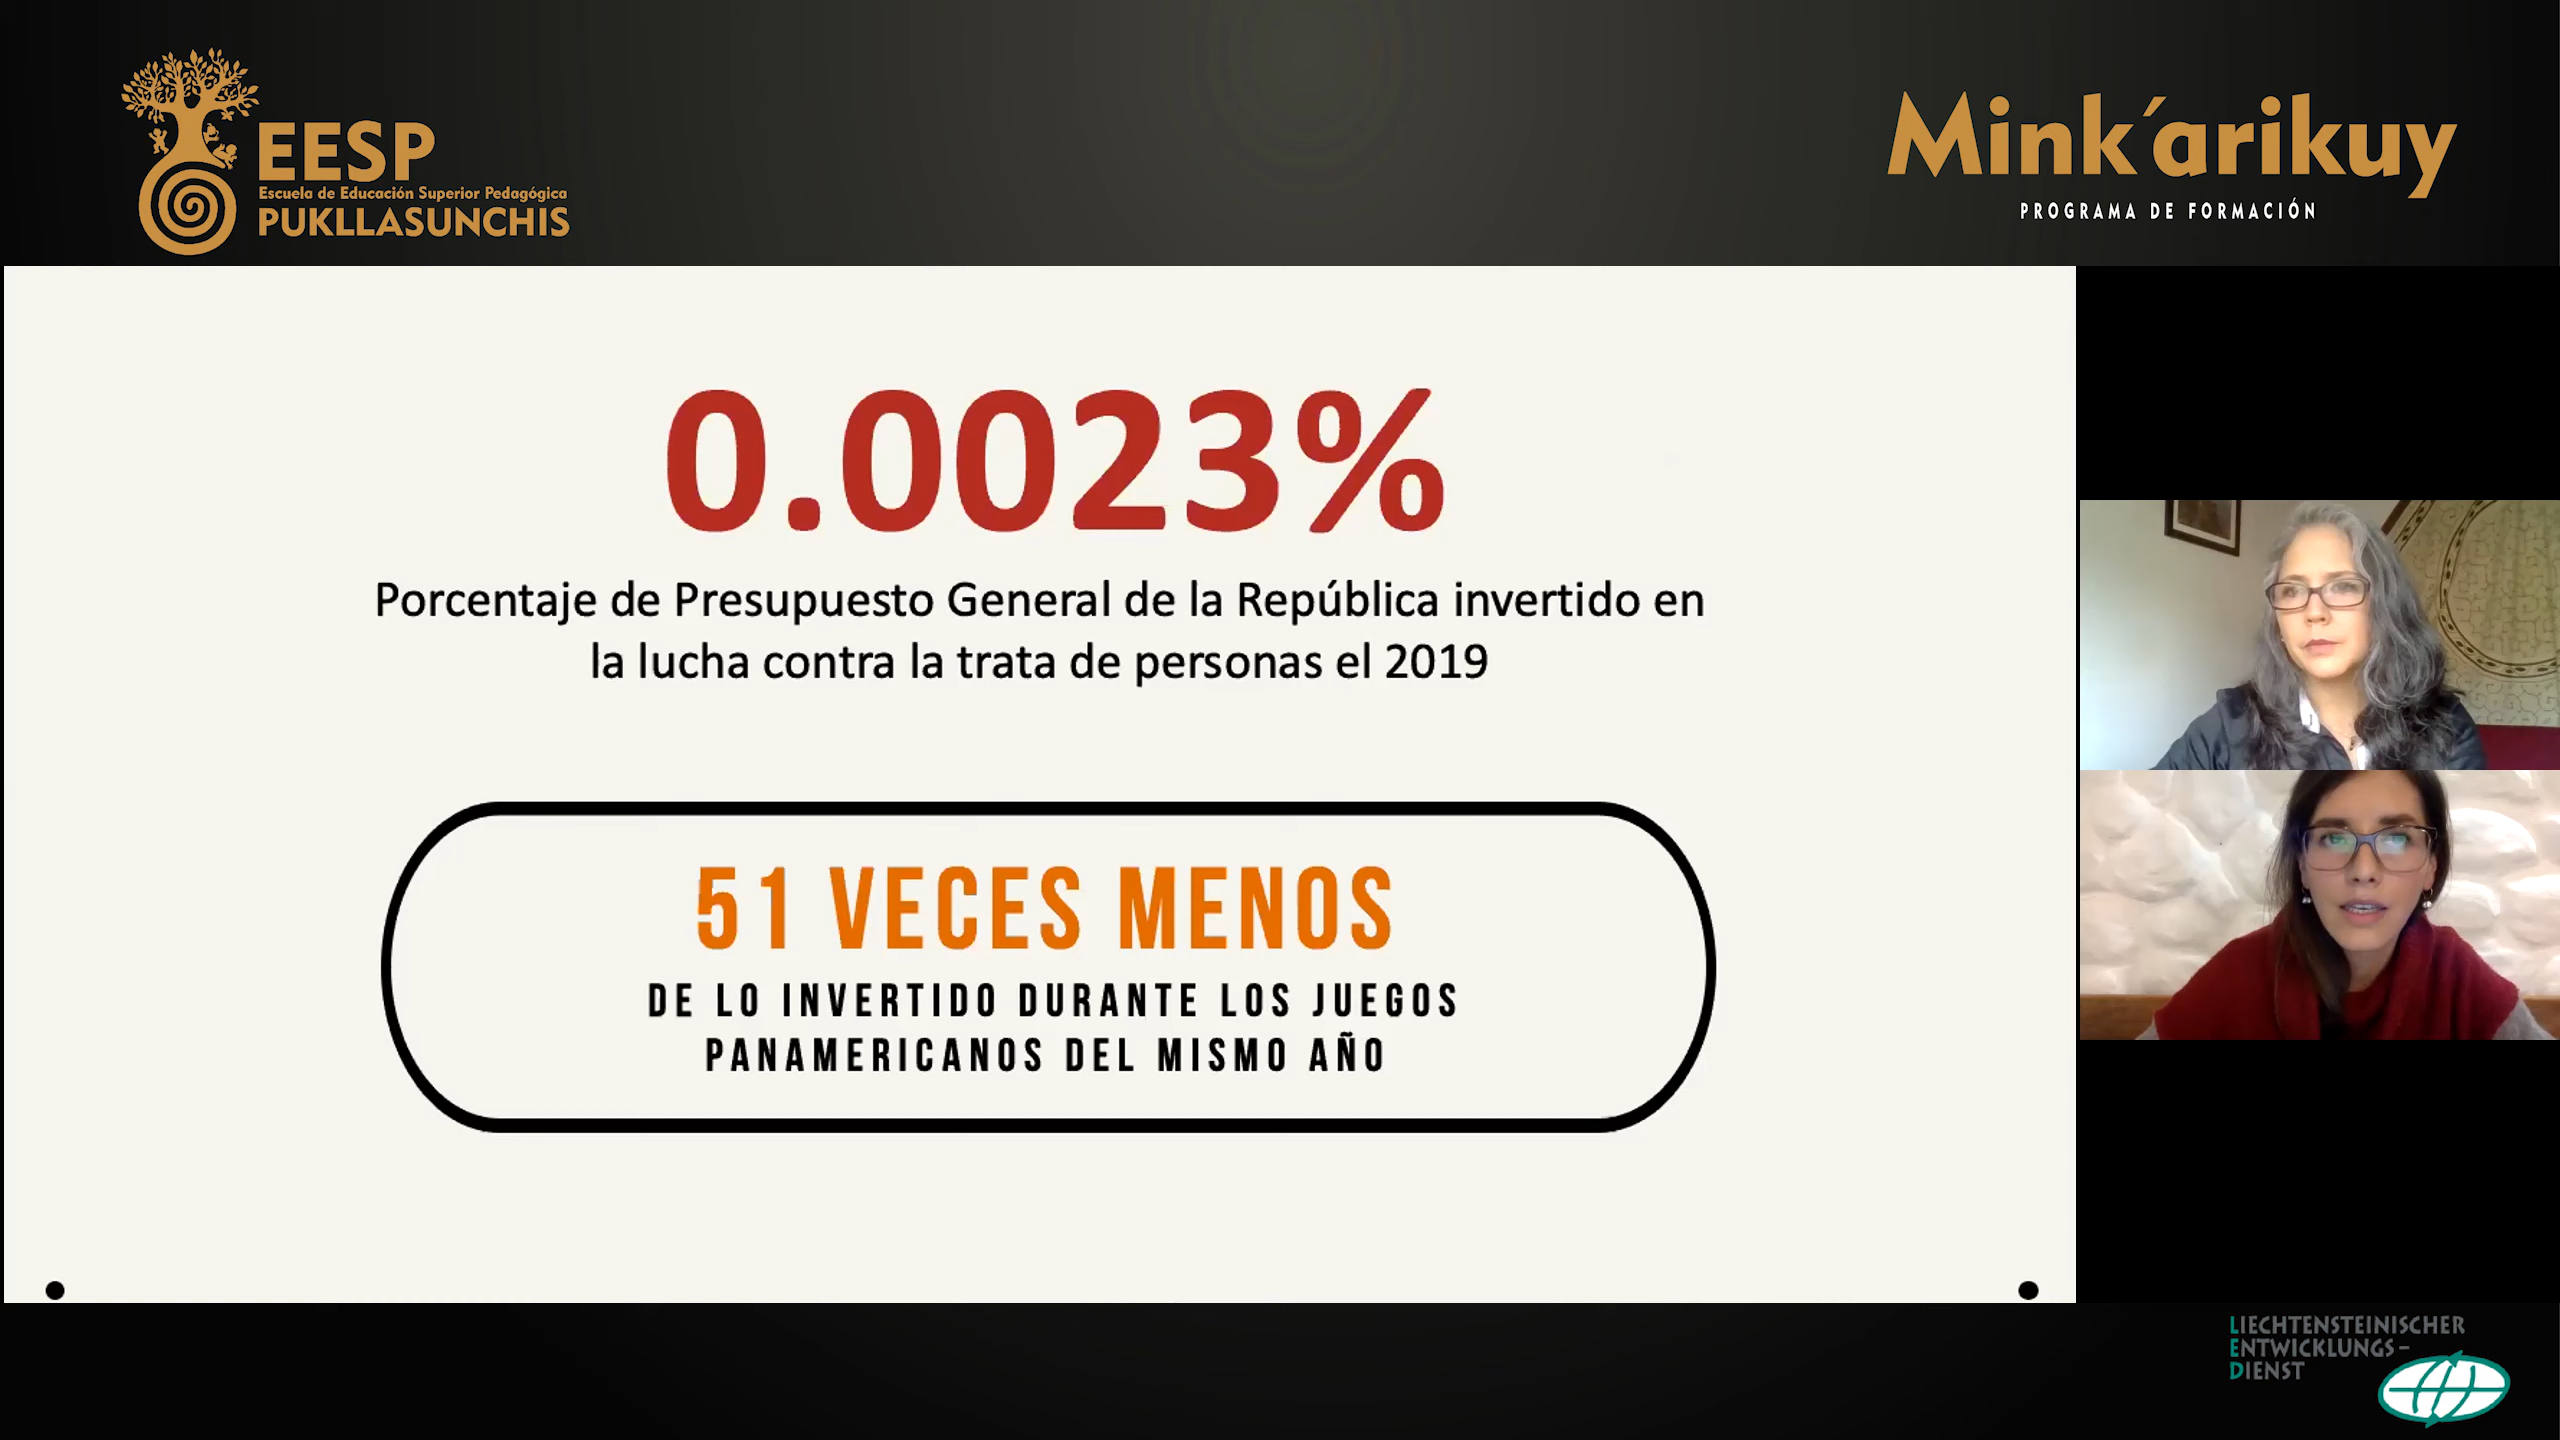 EESP
Escuela de Educación Superior Pedagógica
PUKLLASUNCHIS
Mink´arikuy
PROGRAMA DE FORMACIÓN
0.0023%
Porcentaje de Presupuesto General de la República invertido en
la lucha contra la trata de personas el 2019
51 VECES MENOS
DE LO INVERTIDO DURANTE LOS JUEGOS
PANAMERICANOS DEL MISMO AÑO
LIECHTENSTEINISCHER
ENTWICKLUNGS-
DIENST